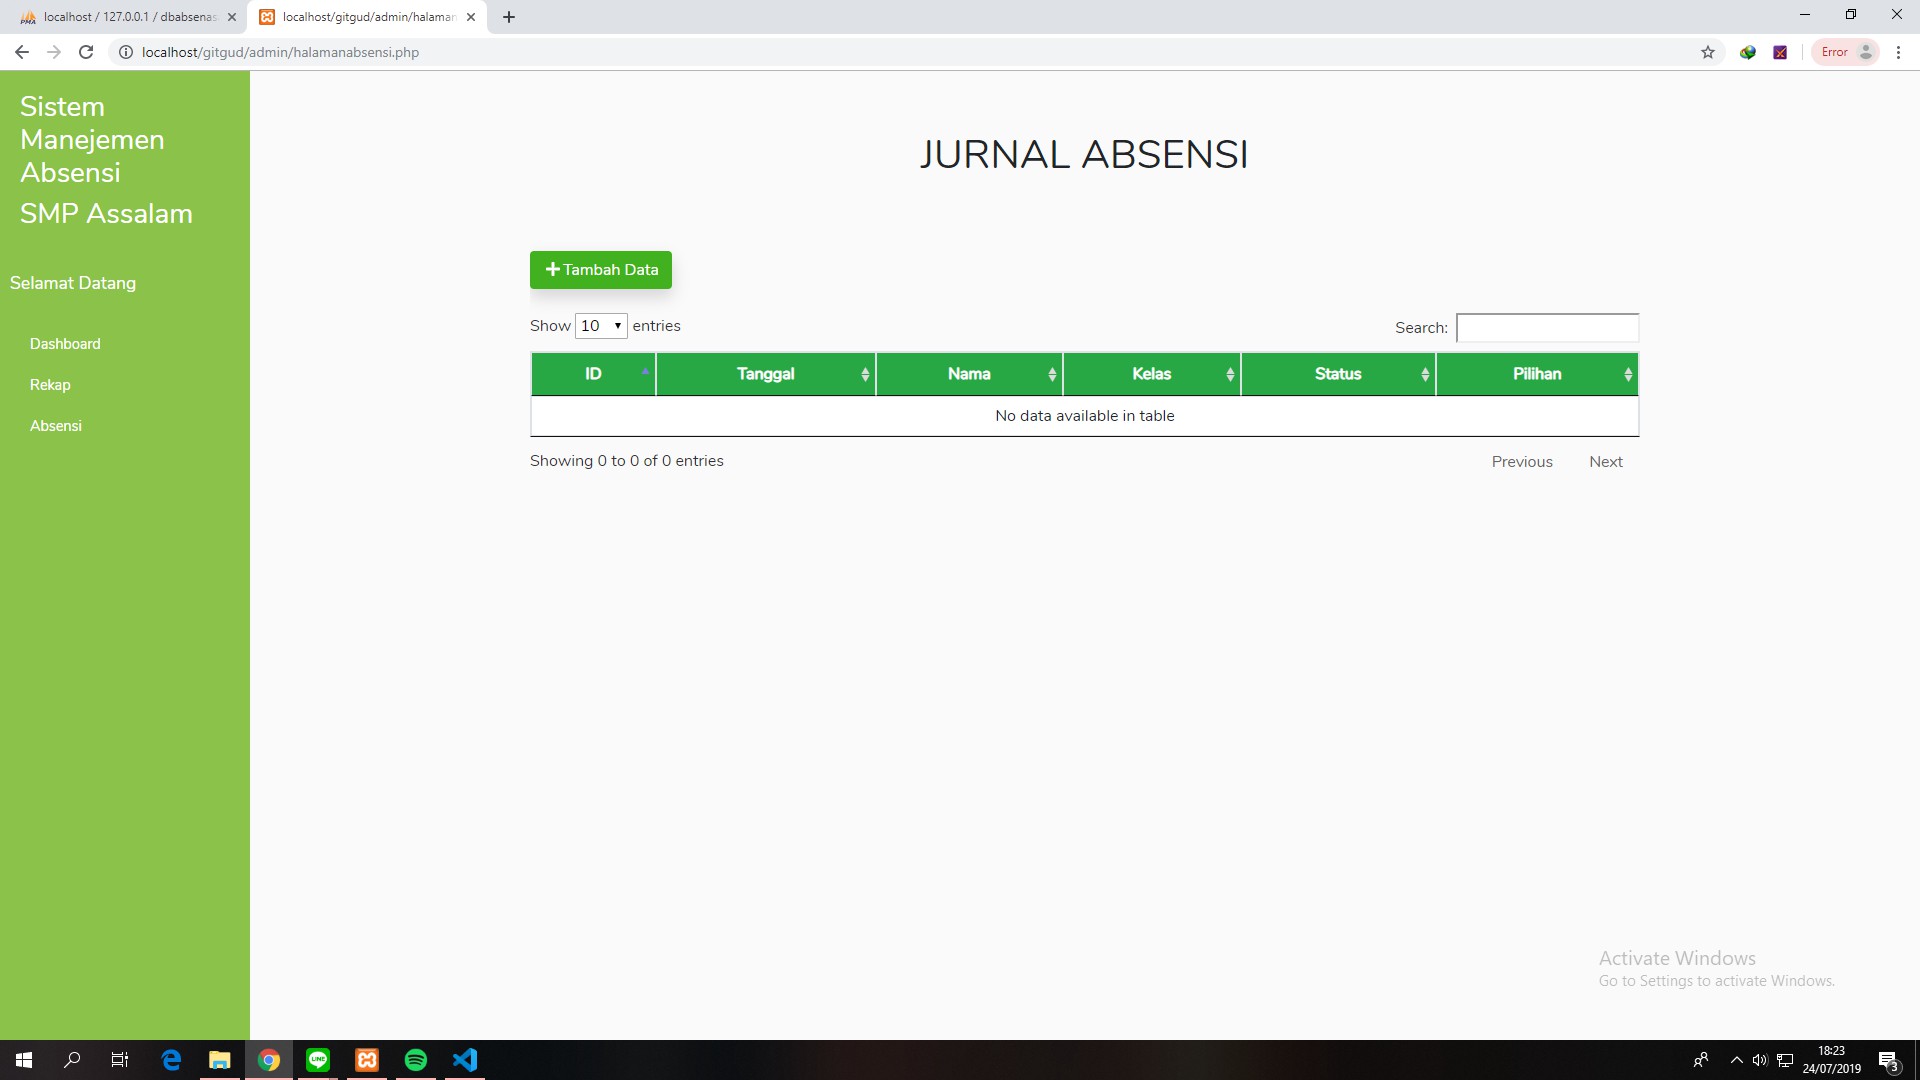 localhost / 127.0.0.1 / dbabsenas
localhost/gitgud/admin/halaman
localhost/gitgud/admin/halamanabsensi.php
Error
Sistem
Manejemen
Absensi
SMP Assalam
Selamat Datang
Dashboard
Rekap
Absensi
JURNAL ABSENSI
Tambah Data
Show 10 entries
Search:
ID Tanggal Nama Kelas Status Pilihan
No data available in table
Showing 0 to 0 of 0 entries
Previous Next
Activate Windows
Go to Settings to activate Windows.
LINE
18:23
24/07/2019
3